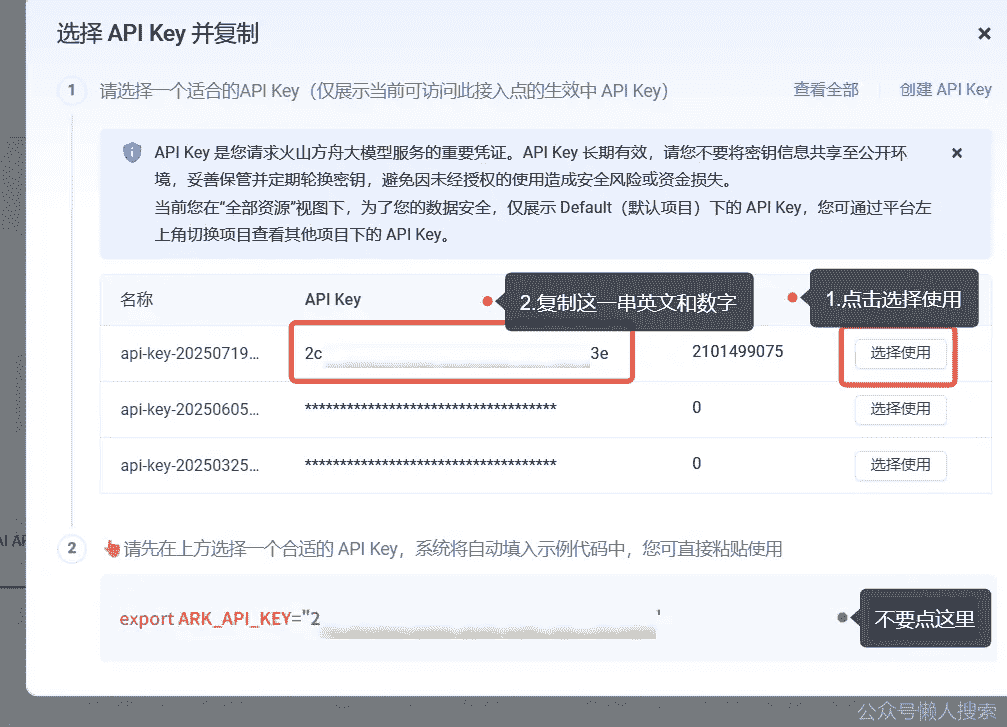 选择 API Key 并复制
1
请选择一个适合的API Key（仅展示当前可访问此接入点的生效中 API Key）
查看全部
创建 API Key
API Key 是您请求火山方舟大模型服务的重要凭证。API Key 长期有效，请您不要将密钥信息共享至公开环
境，妥善保管并定期轮换密钥，避免因未经授权的使用造成安全风险或资金损失。
当前您在“全部资源”视图下，为了您的数据安全，仅展示 Default（默认项目）下的 API Key，您可通过平台左
上角切换项目查看其他项目下的 API Key。
名称
API Key
2.复制这一串英文和数字
1.点击选择使用
api-key-20250719...
2c
3e
2101499075
选择使用
api-key-20250605...
************************************
0
选择使用
api-key-20250325...
************************************
0
选择使用
2
请先在上方选择一个合适的 API Key，系统将自动填入示例代码中，您可直接粘贴使用
export ARK_API_KEY="2
不要点这里
公众号懒人搜索